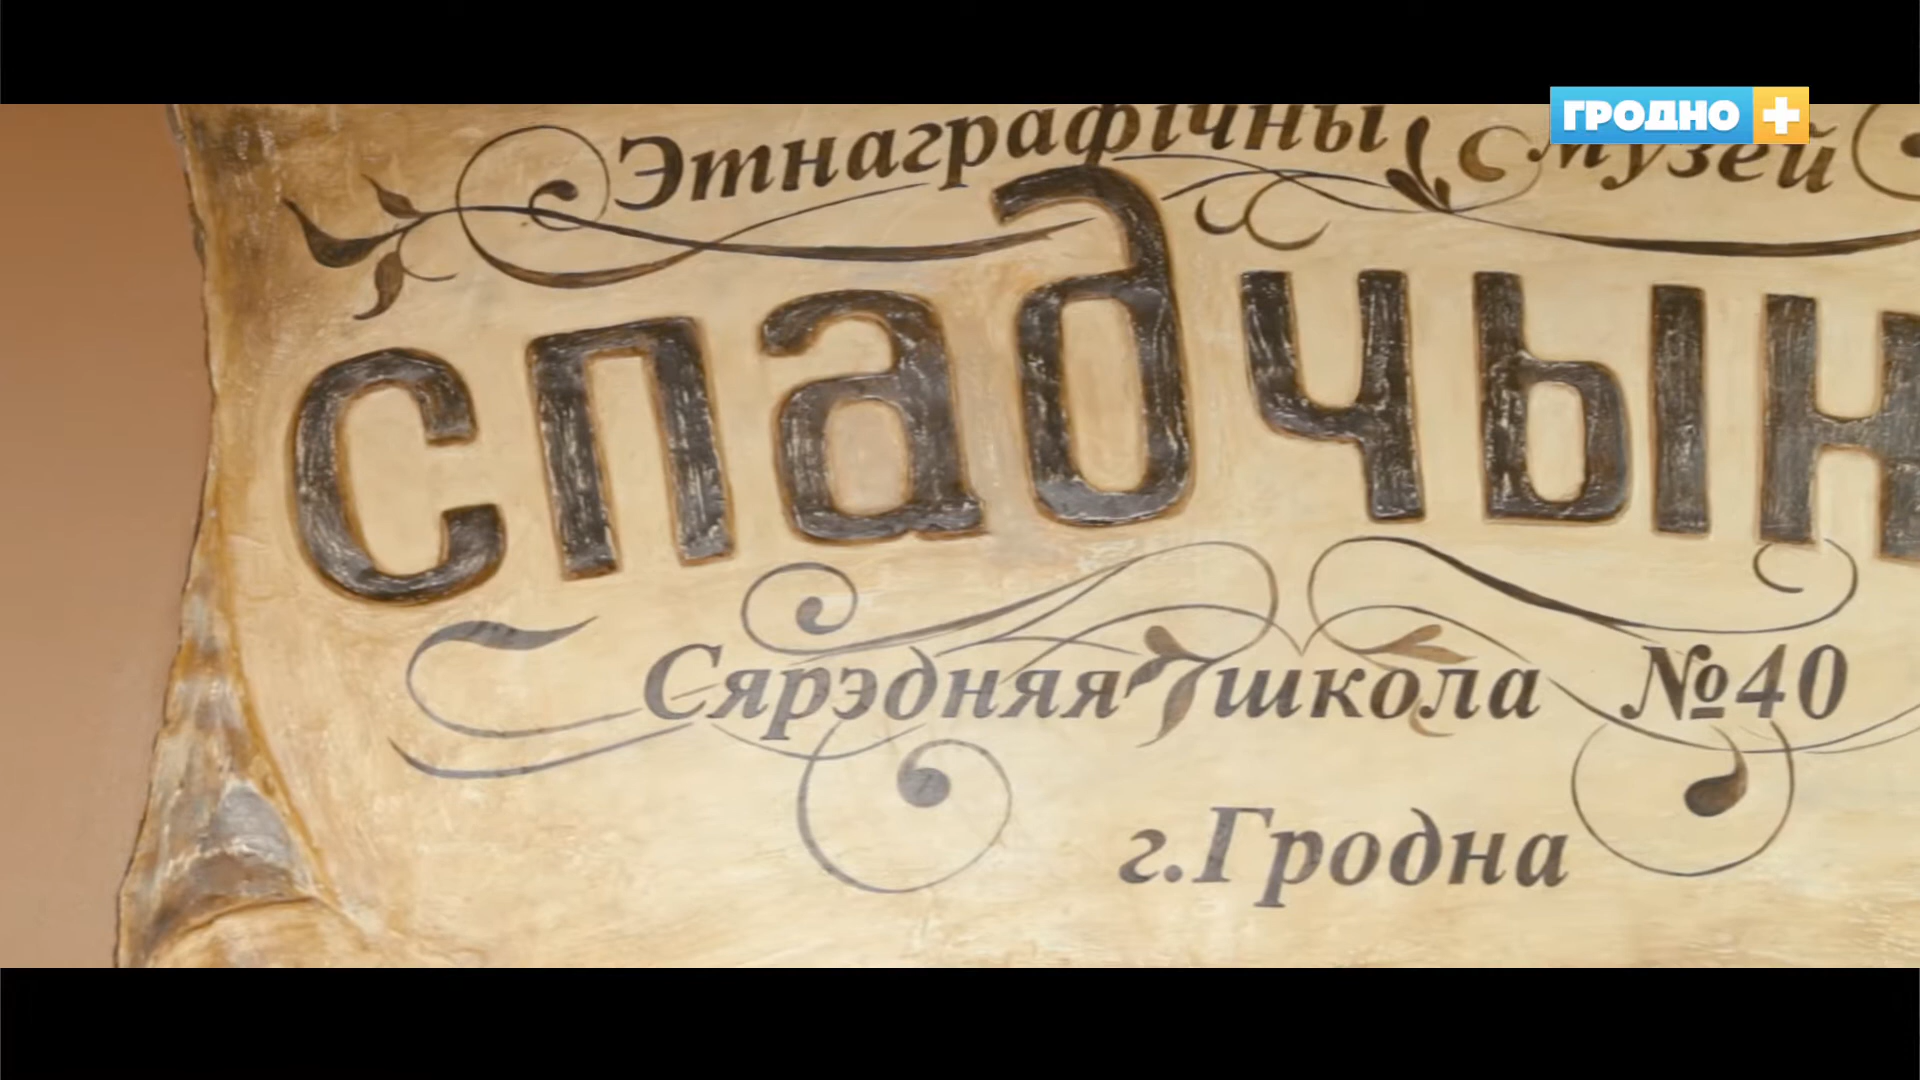 ГРОДНО +
Этнаграфічны музей
спадчын
Сярэдняя школа №40
г.Гродна